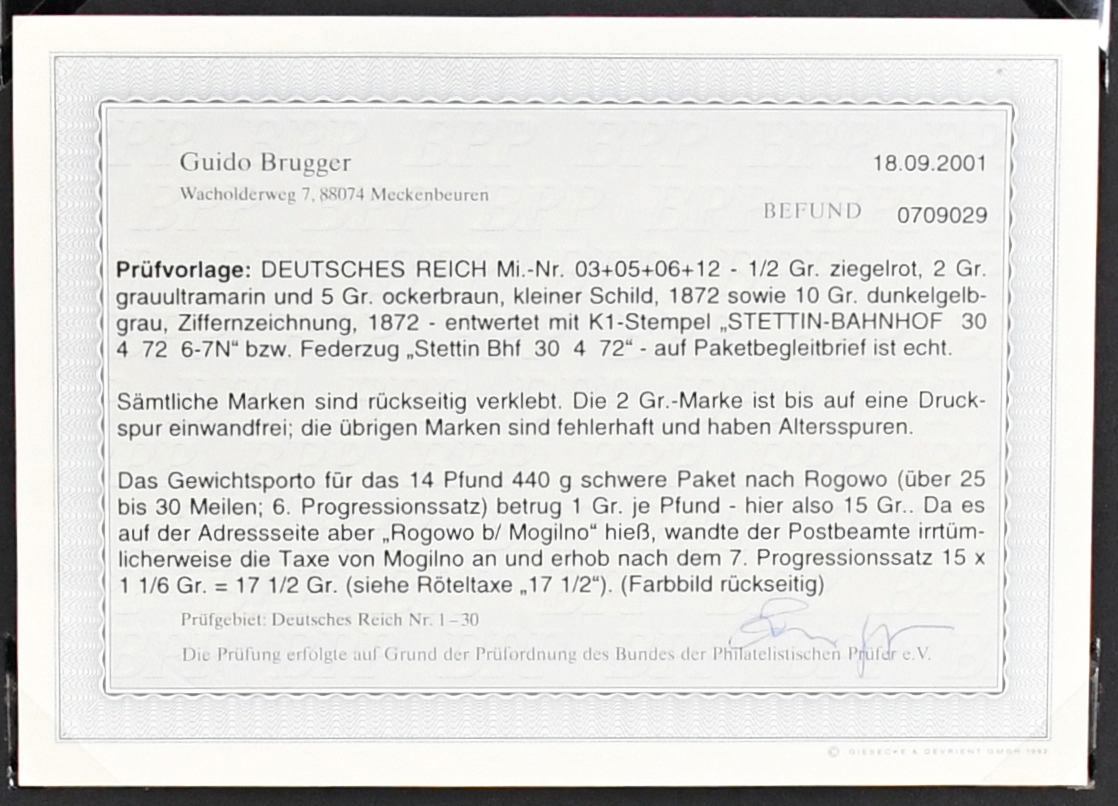 Guido Brugger
18.09.2001
Wacholderweg 7, 88074 Meckenbeuren
BEFUND 0709029
Prüfvorlage: DEUTSCHES REICH Mi.-Nr. 03+05+06+12 - 1/2 Gr. ziegelrot, 2 Gr.
grauultramarin und 5 Gr. ockerbraun, kleiner Schild, 1872 sowie 10 Gr. dunkelgelb-
grau, Ziffernzeichnung, 1872 - entwertet mit K1-Stempel „STETTIN-BAHNHOF 30
4 72 6-7N“ bzw. Federzug „Stettin Bhf 30 4 72“ - auf Paketbegleitbrief ist echt.
Sämtliche Marken sind rückseitig verklebt. Die 2 Gr.-Marke ist bis auf eine Druck-
spur einwandfrei; die übrigen Marken sind fehlerhaft und haben Altersspuren.
Das Gewichtsporto für das 14 Pfund 440 g schwere Paket nach Rogowo (über 25
bis 30 Meilen; 6. Progressionssatz) betrug 1 Gr. je Pfund - hier also 15 Gr.. Da es
auf der Adressseite aber „Rogowo b/ Mogilno“ hieß, wandte der Postbeamte irrtüm-
licherweise die Taxe von Mogilno an und erhob nach dem 7. Progressionssatz 15 x
1 1/6 Gr. = 17 1/2 Gr. (siehe Röteltaxe „17 1/2“). (Farbbild rückseitig)
Prüfgebiet: Deutsches Reich Nr. 1–30
Die Prüfung erfolgte auf Grund der Prüfordnung des Bundes der Philatelistischen Prüfer e.V.
© GIESECKE & DEVRIENT GMBH 1992